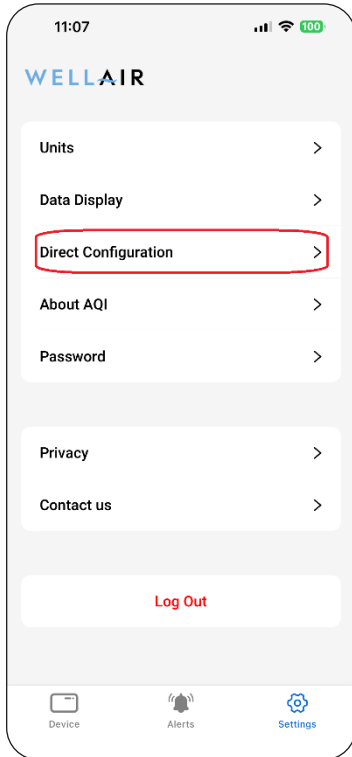 11:07 100
WELLAIR
Units
Data Display
Direct Configuration
About AQI
Password
Privacy
Contact us
Log Out
Device Alerts Settings